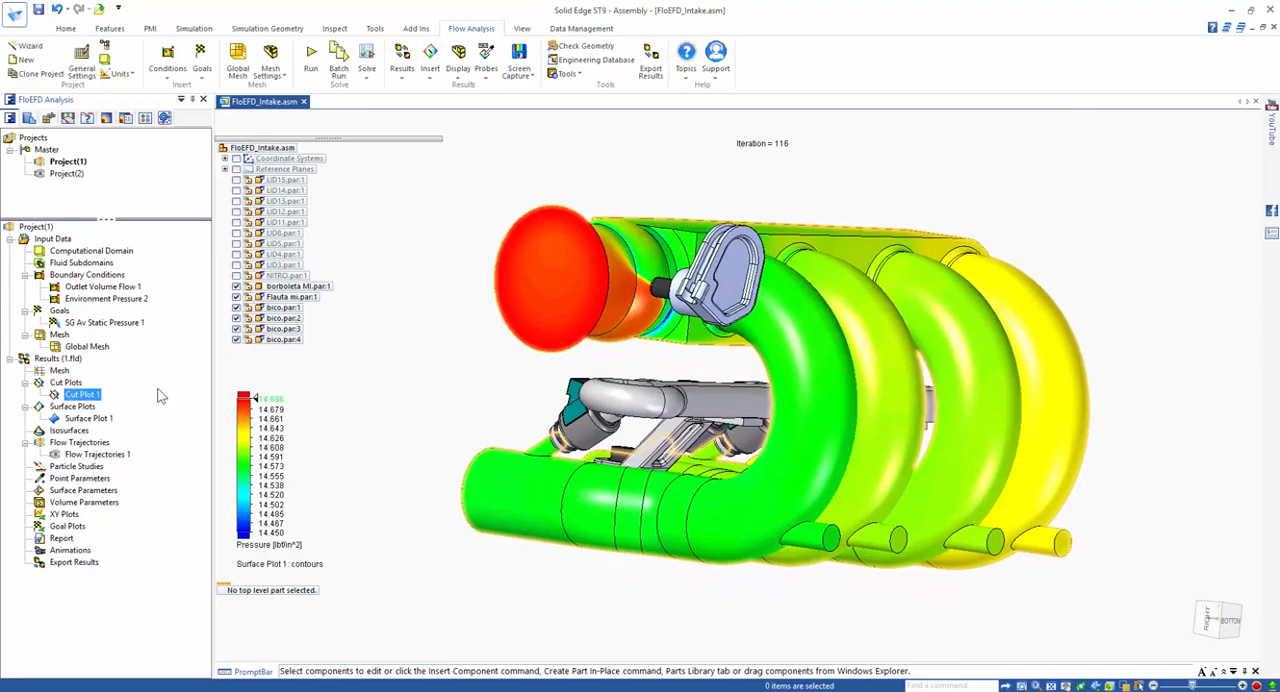 Solid Edge ST9 - Assembly - [FloEFD_Intake.asm]
Home Features PMI Simulation Simulation Geometry Inspect Tools Add Ins Flow Analysis View Data Management
Wizard
New
Clone Project
General Settings
Units
Project
Conditions
Goals
Insert
Global Mesh
Mesh Settings
Mesh
Run
Batch Run
Solve
Solve
Results
Insert
Display
Probes
Screen Capture
Results
Check Geometry
Engineering Database
Tools
Export Results
Tools
Topics
Support
Help
FloEFD Analysis
FloEFD_Intake.asm
YouTube
Projects
Master
Project(1)
Project(2)
Project(1)
Input Data
Computational Domain
Fluid Subdomains
Boundary Conditions
Outlet Volume Flow 1
Environment Pressure 2
Goals
SG Av Static Pressure 1
Mesh
Global Mesh
Results (1.fld)
Mesh
Cut Plots
Cut Plot 1
Surface Plots
Surface Plot 1
Isosurfaces
Flow Trajectories
Flow Trajectories 1
Particle Studies
Point Parameters
Surface Parameters
Volume Parameters
XY Plots
Goal Plots
Report
Animations
Export Results
FloEFD_Intake.asm
Coordinate Systems
Reference Planes
LID15.par:1
LID14.par:1
LID13.par:1
LID12.par:1
LID11.par:1
LID8.par:1
LID5.par:1
LID4.par:1
LID3.par:1
NITRO.par:1
borboleta MI.par:1
Flauta mi.par:1
bico.par:1
bico.par:2
bico.par:3
bico.par:4
Iteration = 116
14.696
14.679
14.661
14.643
14.626
14.608
14.591
14.573
14.555
14.538
14.520
14.502
14.485
14.467
14.450
Pressure [lbf/in^2]
Surface Plot 1: contours
No top level part selected.
RIGHT
BOTTOM
PromptBar
Select components to edit or click the Insert Component command, Create Part In-Place command, Parts Library tab or drag components from Windows Explorer.
0 items are selected
Find a command